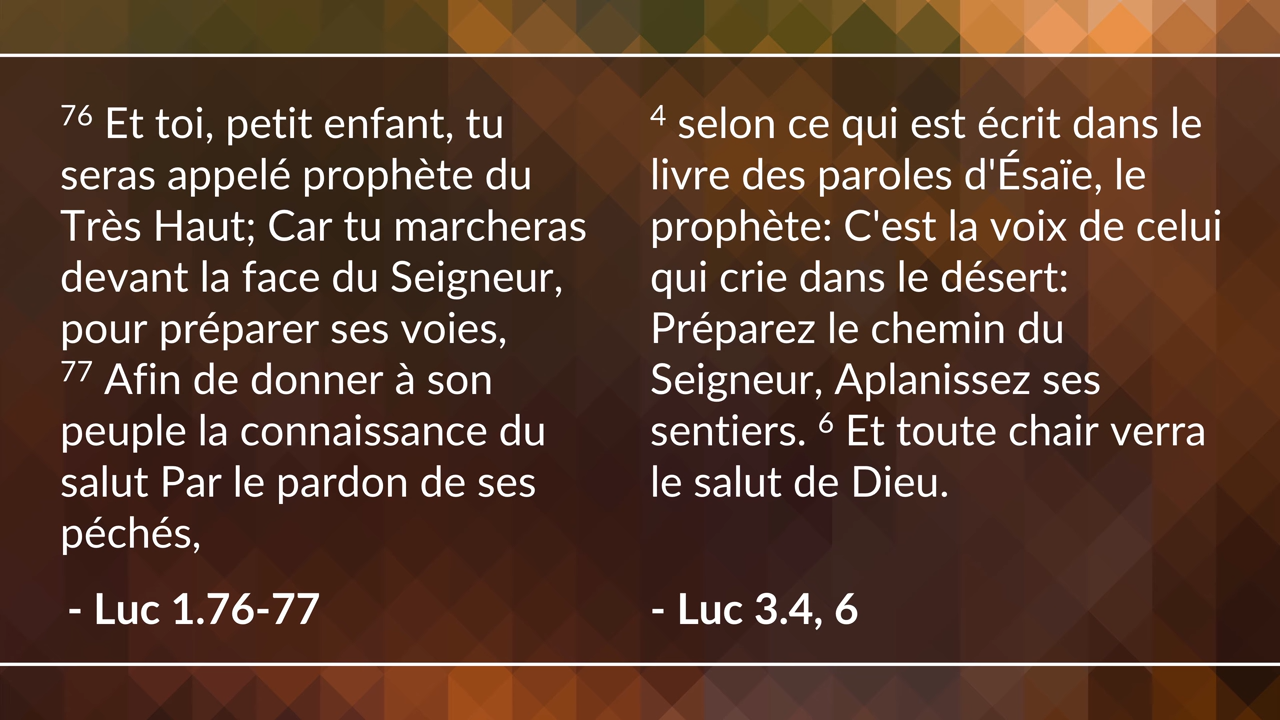 76 Et toi, petit enfant, tu
seras appelé prophète du
Très Haut; Car tu marcheras
devant la face du Seigneur,
pour préparer ses voies,
77 Afin de donner à son
peuple la connaissance du
salut Par le pardon de ses
péchés,
- Luc 1.76-77
4 selon ce qui est écrit dans le
livre des paroles d'Ésaïe, le
prophète: C'est la voix de celui
qui crie dans le désert:
Préparez le chemin du
Seigneur, Aplanissez ses
sentiers. 6 Et toute chair verra
le salut de Dieu.
- Luc 3.4, 6